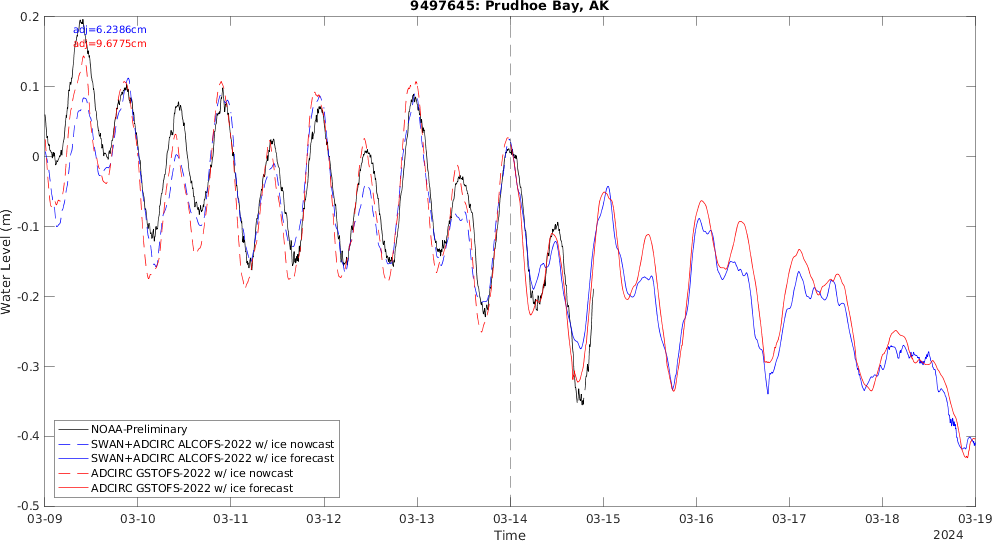 9497645: Prudhoe Bay, AK
adj=6.2386cm
adj=9.6775cm
Water Level (m)
0.2
0.1
0
-0.1
-0.2
-0.3
-0.4
-0.5
NOAA-Preliminary
SWAN+ADCIRC ALCOFS-2022 w/ ice nowcast
SWAN+ADCIRC ALCOFS-2022 w/ ice forecast
ADCIRC GSTOFS-2022 w/ ice nowcast
ADCIRC GSTOFS-2022 w/ ice forecast
03-09 03-10 03-11 03-12 03-13 03-14 03-15 03-16 03-17 03-18 03-19
Time
2024